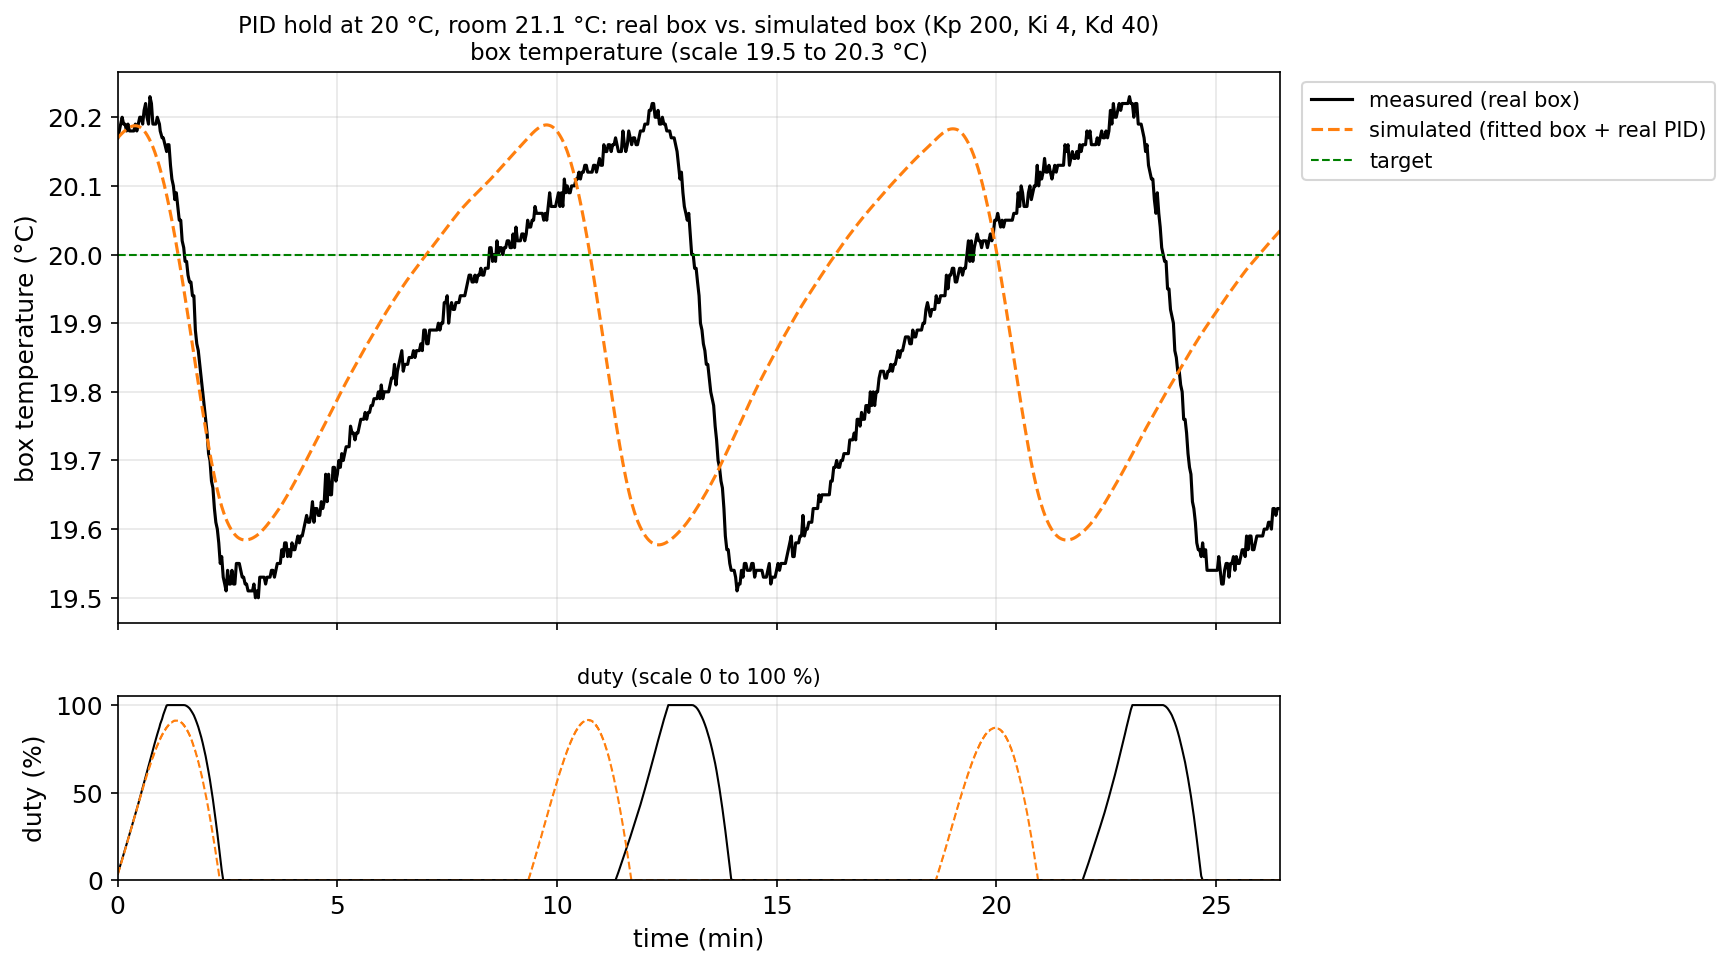 PID hold at 20 °C, room 21.1 °C: real box vs. simulated box (Kp 200, Ki 4, Kd 40)
box temperature (scale 19.5 to 20.3 °C)
measured (real box)
simulated (fitted box + real PID)
target
box temperature (°C)
20.2
20.1
20.0
19.9
19.8
19.7
19.6
19.5
duty (scale 0 to 100 %)
duty (%)
100
50
0
0 5 10 15 20 25
time (min)